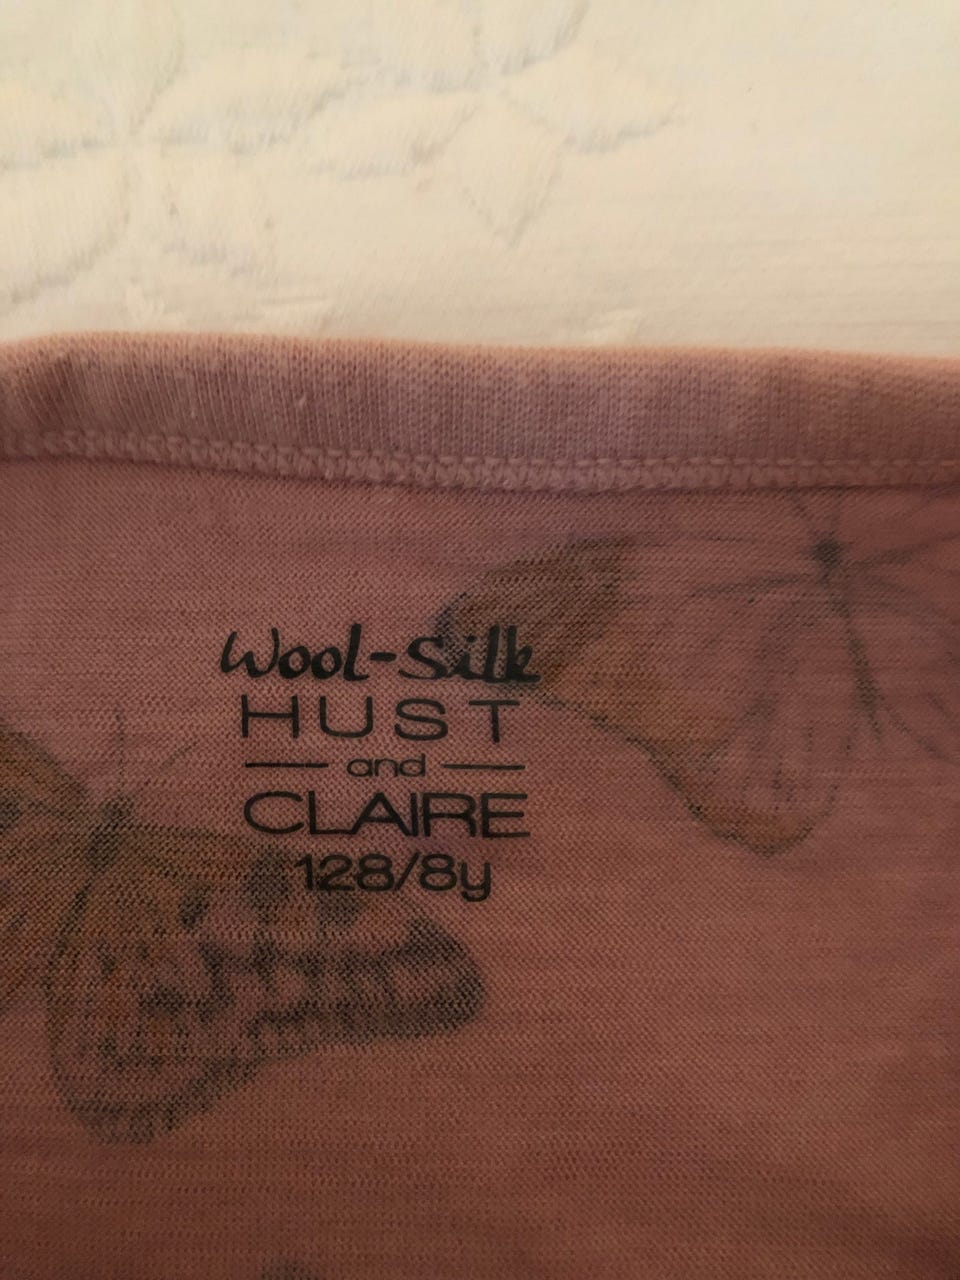 Wool-Silk
HUST
and
CLAIRE
128/8y